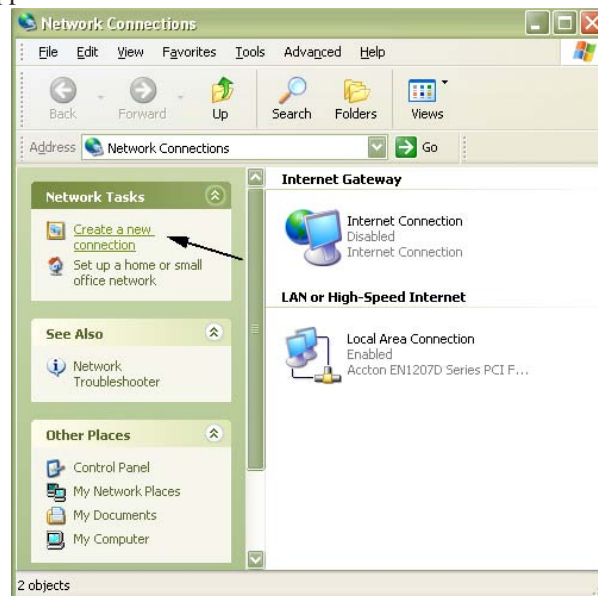 Network Connections
File Edit View Favorites Tools Advanced Help
Back Forward Up Search Folders Views
Address Network Connections Go
Network Tasks
Create a new
connection
Set up a home or small
office network
See Also
Network
Troubleshooter
Other Places
Control Panel
My Network Places
My Documents
My Computer
Internet Gateway
Internet Connection
Disabled
Internet Connection
LAN or High-Speed Internet
Local Area Connection
Enabled
Accton EN1207D Series PCI F...
2 objects